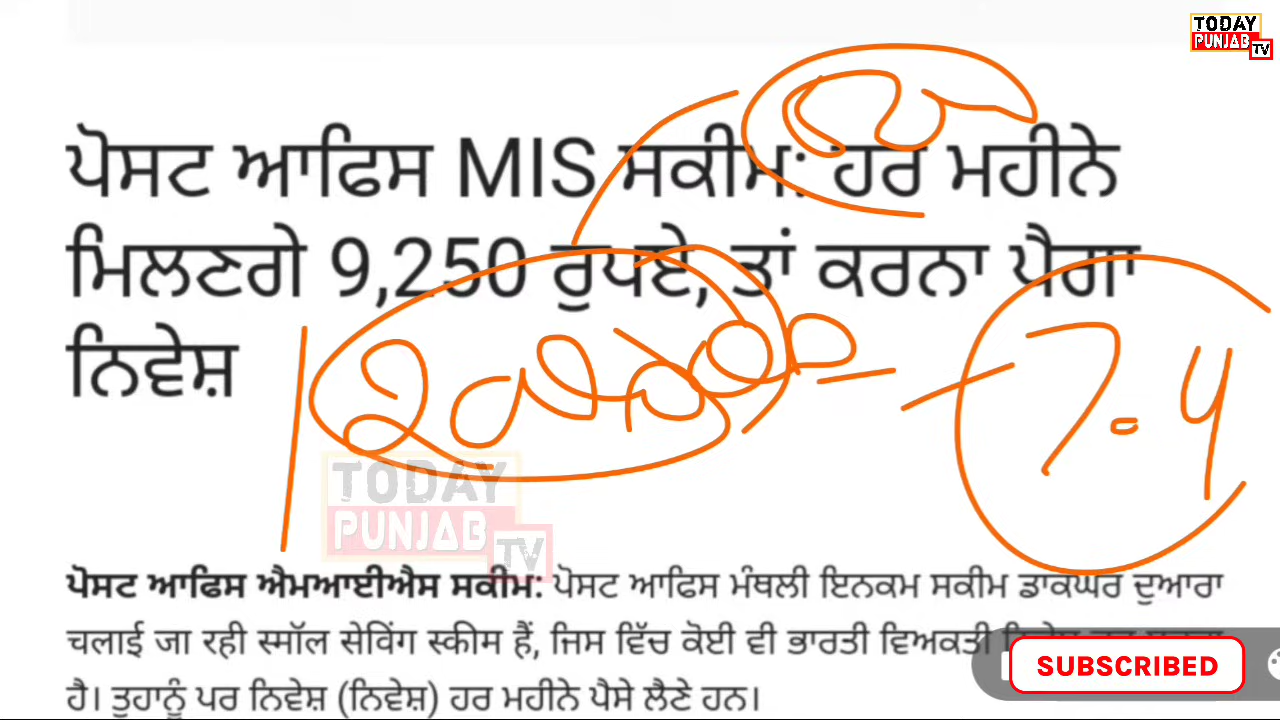 TODAY
PUNJAB
TV
ਪੋਸਟ ਆਫਿਸ MIS ਸਕੀਮ: ਹਰ ਮਹੀਨੇ
ਮਿਲਣਗੇ 9,250 ਰੁਪਏ, ਤਾਂ ਕਰਨਾ ਪੈਗਾ
ਨਿਵੇਸ਼
7.4
TODAY
PUNJAB
TV
ਪੋਸਟ ਆਫਿਸ ਐਮਆਈਐਸ ਸਕੀਮ: ਪੋਸਟ ਆਫਿਸ ਮੰਥਲੀ ਇਨਕਮ ਸਕੀਮ ਡਾਕਘਰ ਦੁਆਰਾ
ਚਲਾਈ ਜਾ ਰਹੀ ਸਮਾੱਲ ਸੇਵਿੰਗ ਸਕੀਸ ਹੈਂ, ਜਿਸ ਵਿੱਚ ਕੋਈ ਵੀ ਭਾਰਤੀ ਵਿਅਕਤੀ
ਹੈ। ਤੁਹਾਨੂੰ ਪਰ ਨਿਵੇਸ਼ (ਨਿਵੇਸ਼) ਹਰ ਮਹੀਨੇ ਪੈਸੇ ਲੈਣੇ ਹਨ।
SUBSCRIBED